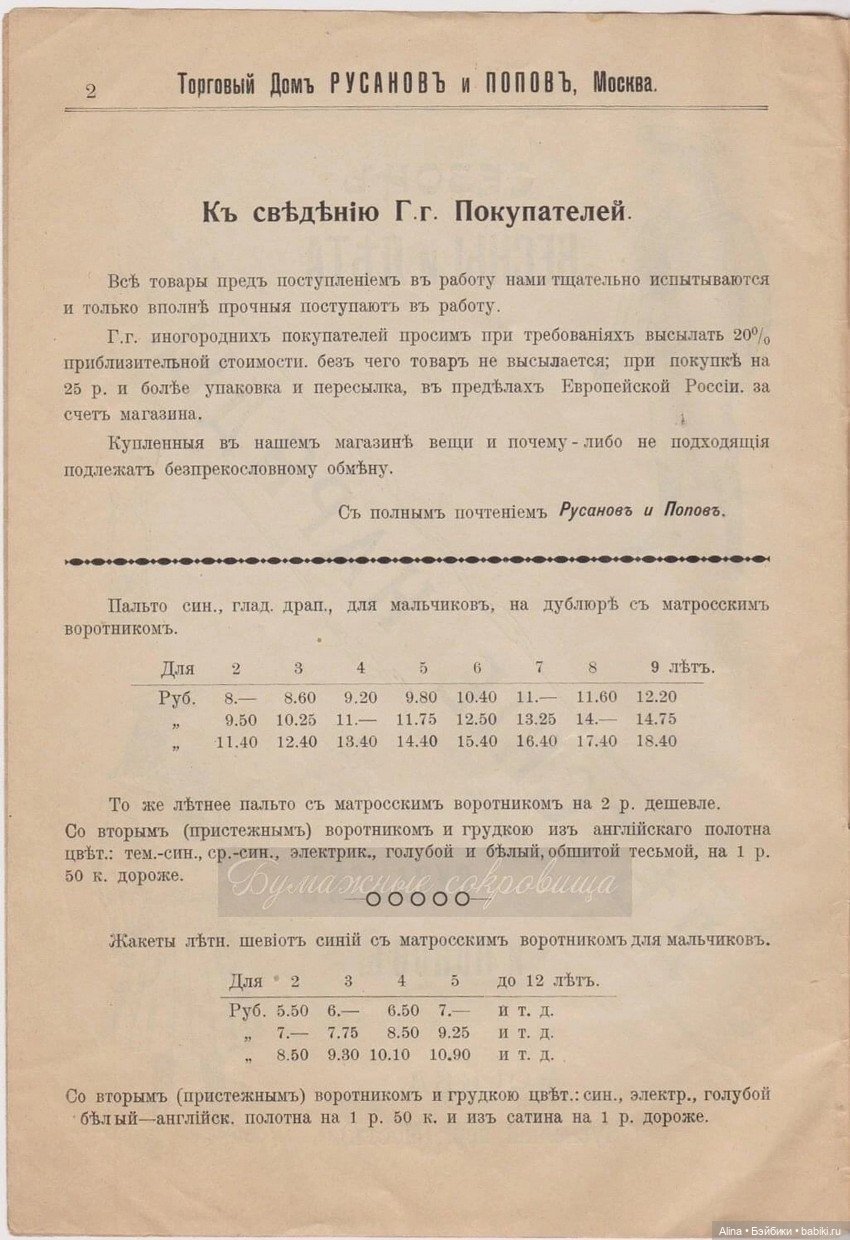 2
Торговый Домъ РУСАНОВЪ и ПОПОВЪ, Москва.
Къ свѣдѣнію Г.г. Покупателей.
Всѣ товары предъ поступленіемъ въ работу нами тщательно испытываются
и только вполнѣ прочныя поступаютъ въ работу.
Г.г. иногороднихъ покупателей просимъ при требованіяхъ высылать 20%
приблизительной стоимости. безъ чего товаръ не высылается; при покупкѣ на
25 р. и болѣе упаковка и пересылка, въ предѣлахъ Европейской Россіи. за
счетъ магазина.
Купленныя въ нашемъ магазинѣ вещи и почему-либо не подходящія
подлежатъ безпрекословному обмѣну.
Съ полнымъ почтеніемъ Русановъ и Поповъ.
Пальто син., глад. драп., для мальчиковъ, на дублюрѣ съ матросскимъ
воротникомъ.
Для 2 3 4 5 6 7 8 9 лѣтъ.
Руб. 8.— 8.60 9.20 9.80 10.40 11.— 11.60 12.20
„ 9.50 10.25 11.— 11.75 12.50 13.25 14.— 14.75
„ 11.40 12.40 13.40 14.40 15.40 16.40 17.40 18.40
То же лѣтнее пальто съ матросскимъ воротникомъ на 2 р. дешевле.
Со вторымъ (пристежнымъ) воротникомъ и грудкою изъ англійскаго полотна
цвѣт.: тем.-син., ср.-син., электрик., голубой и бѣлый, обшитой тесьмой, на 1 р.
50 к. дороже.
Бумажные сокровища
Жакеты лѣтн. шевіотъ синій съ матросскимъ воротникомъ для мальчиковъ.
Для 2 3 4 5 до 12 лѣтъ.
Руб. 5.50 6.— 6.50 7.— и т. д.
„ 7.— 7.75 8.50 9.25 и т. д.
„ 8.50 9.30 10.10 10.90 и т. д.
Со вторымъ (пристежнымъ) воротникомъ и грудкою цвѣт.: син., электр., голубой
бѣлый—англійск. полотна на 1 р. 50 к. и изъ сатина на 1 р. дороже.
Alina • Бэйбики • babiki.ru